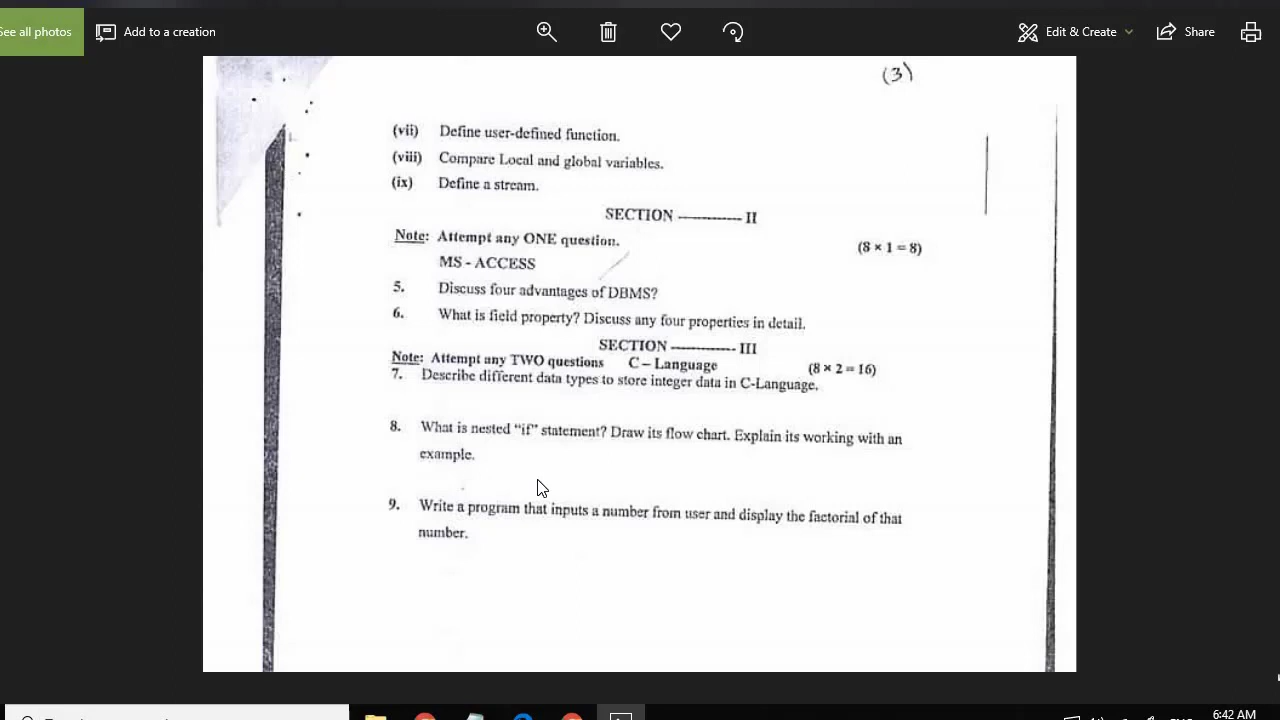 See all photos Add to a creation Edit & Create Share
(3)
(vii) Define user-defined function.
(viii) Compare Local and global variables.
(ix) Define a stream.
SECTION ------------ II
Note: Attempt any ONE question. (8 × 1 = 8)
MS - ACCESS
5. Discuss four advantages of DBMS?
6. What is field property? Discuss any four properties in detail.
SECTION ------------ III
Note: Attempt any TWO questions C – Language (8 × 2 = 16)
7. Describe different data types to store integer data in C-Language.
8. What is nested "if" statement? Draw its flow chart. Explain its working with an
example.
9. Write a program that inputs a number from user and display the factorial of that
number.
6:42 AM